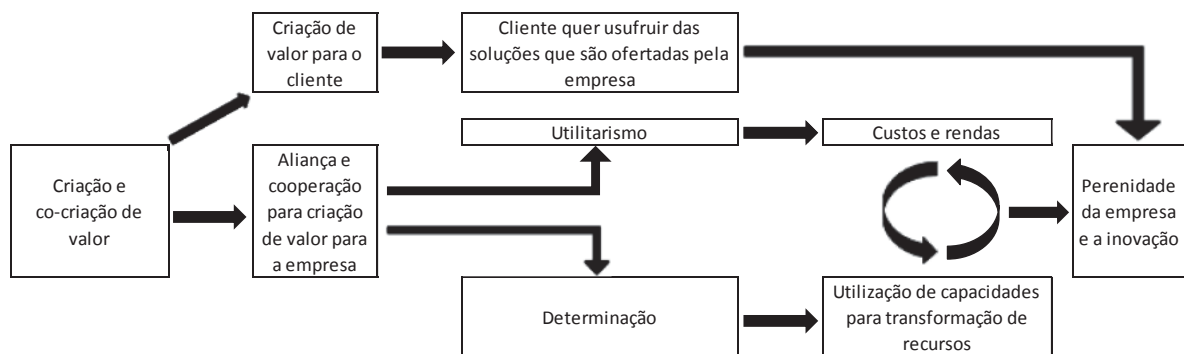 Criação de
valor para o
cliente
Cliente quer usufruir das
soluções que são ofertadas pela
empresa
Utilitarismo
Custos e rendas
Criação e
co-criação de
valor
Aliança e
cooperação
para criação
de valor para
a empresa
Perenidade
da empresa
e a inovação
Determinação
Utilização de capacidades
para transformação de
recursos